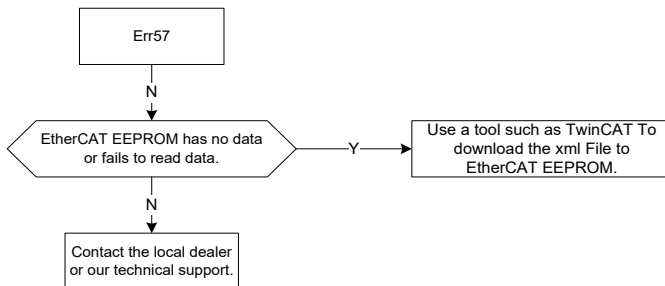 Err57
N
EtherCAT EEPROM has no data
or fails to read data.
Y
Use a tool such as TwinCAT To
download the xml File to
EtherCAT EEPROM.
N
Contact the local dealer
or our technical support.